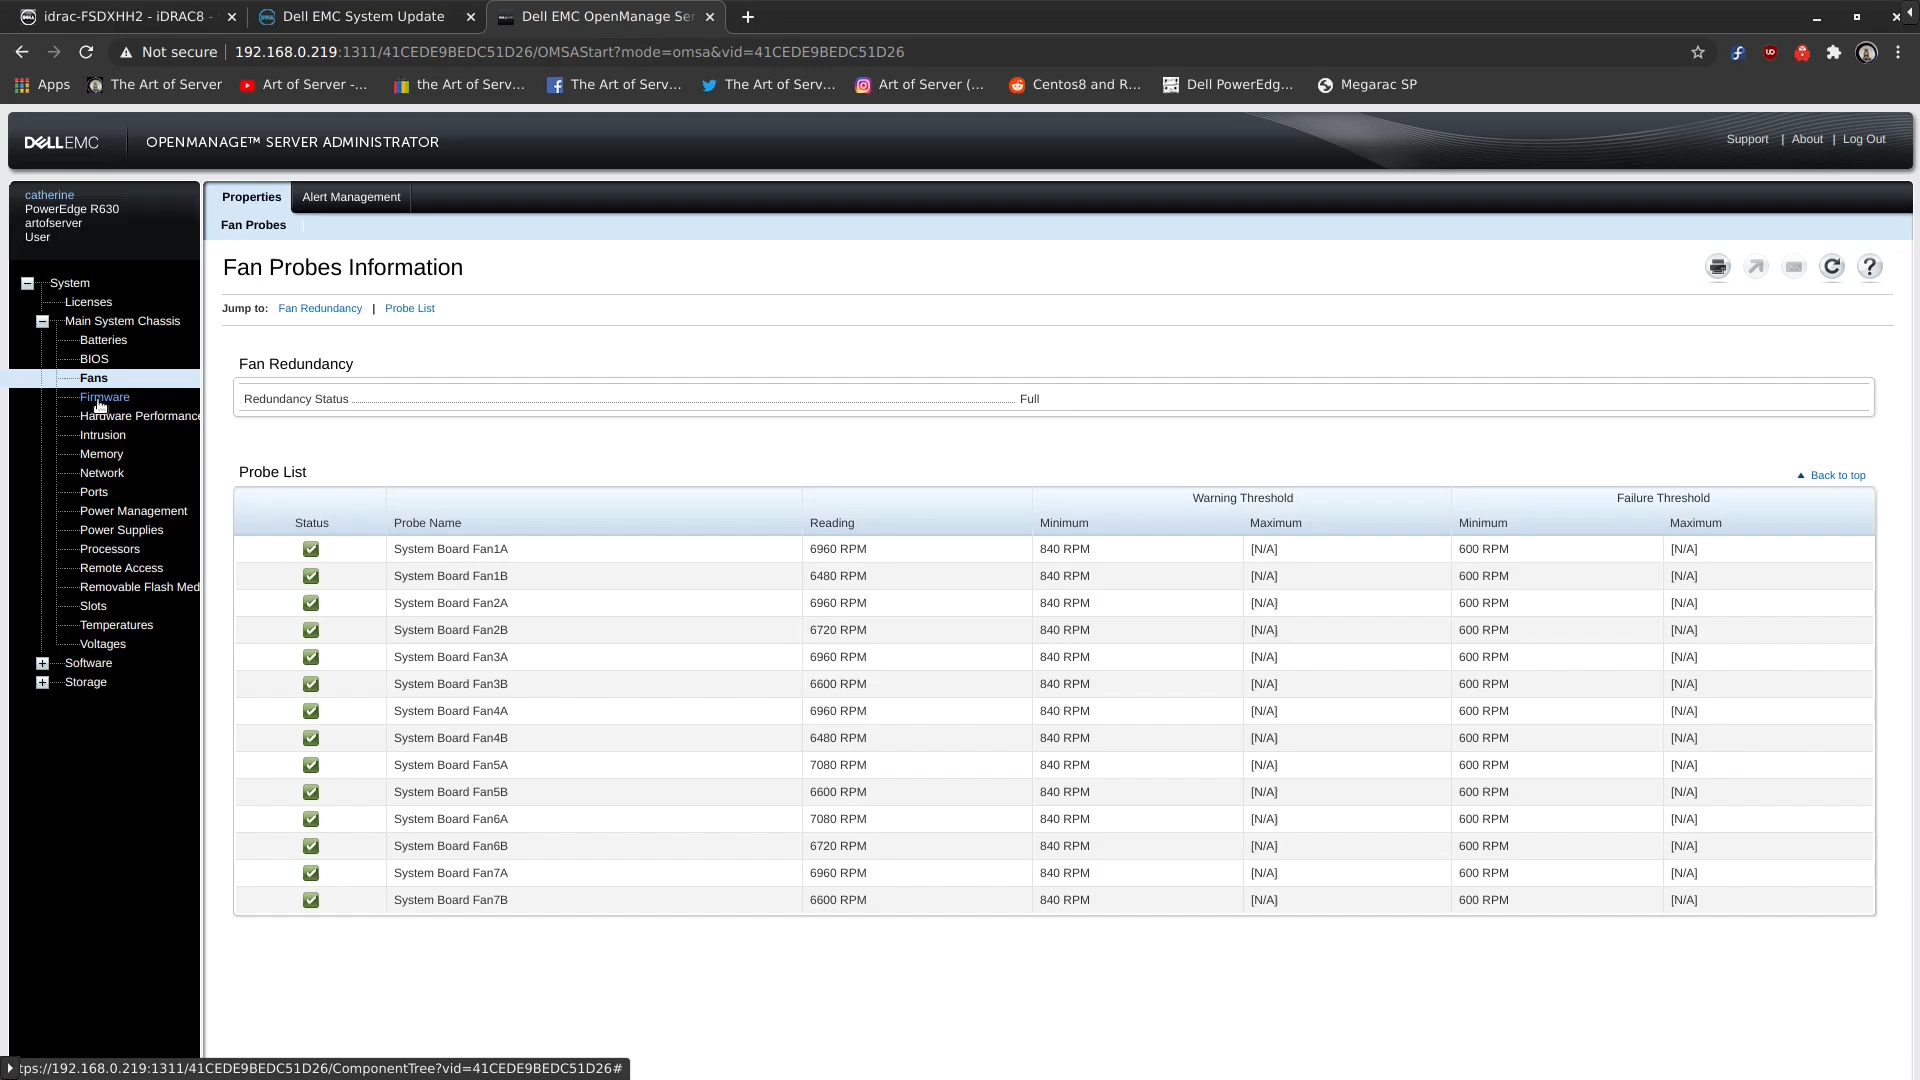 idrac-FSDXHH2 - iDRAC8 -
Dell EMC System Update
Dell EMC OpenManage Ser
Not secure 192.168.0.219:1311/41CEDE9BEDC51D26/OMSAStart?mode=omsa&vid=41CEDE9BEDC51D26
Apps The Art of Server Art of Server -... the Art of Serv... The Art of Serv... The Art of Serv... Art of Server (... Centos8 and R... Dell PowerEdg... Megarac SP
DELLEMC OPENMANAGE™ SERVER ADMINISTRATOR
Support | About | Log Out
catherine
PowerEdge R630
artofserver
User
System
Licenses
Main System Chassis
Batteries
BIOS
Fans
Firmware
Hardware Performance
Intrusion
Memory
Network
Ports
Power Management
Power Supplies
Processors
Remote Access
Removable Flash Med
Slots
Temperatures
Voltages
Software
Storage
Properties Alert Management
Fan Probes
Fan Probes Information
Jump to: Fan Redundancy | Probe List
Fan Redundancy
Redundancy Status Full
Probe List
Back to top
Warning Threshold Failure Threshold
Status Probe Name Reading Minimum Maximum Minimum Maximum
System Board Fan1A 6960 RPM 840 RPM [N/A] 600 RPM [N/A]
System Board Fan1B 6480 RPM 840 RPM [N/A] 600 RPM [N/A]
System Board Fan2A 6960 RPM 840 RPM [N/A] 600 RPM [N/A]
System Board Fan2B 6720 RPM 840 RPM [N/A] 600 RPM [N/A]
System Board Fan3A 6960 RPM 840 RPM [N/A] 600 RPM [N/A]
System Board Fan3B 6600 RPM 840 RPM [N/A] 600 RPM [N/A]
System Board Fan4A 6960 RPM 840 RPM [N/A] 600 RPM [N/A]
System Board Fan4B 6480 RPM 840 RPM [N/A] 600 RPM [N/A]
System Board Fan5A 7080 RPM 840 RPM [N/A] 600 RPM [N/A]
System Board Fan5B 6600 RPM 840 RPM [N/A] 600 RPM [N/A]
System Board Fan6A 7080 RPM 840 RPM [N/A] 600 RPM [N/A]
System Board Fan6B 6720 RPM 840 RPM [N/A] 600 RPM [N/A]
System Board Fan7A 6960 RPM 840 RPM [N/A] 600 RPM [N/A]
System Board Fan7B 6600 RPM 840 RPM [N/A] 600 RPM [N/A]
tps://192.168.0.219:1311/41CEDE9BEDC51D26/ComponentTree?vid=41CEDE9BEDC51D26#